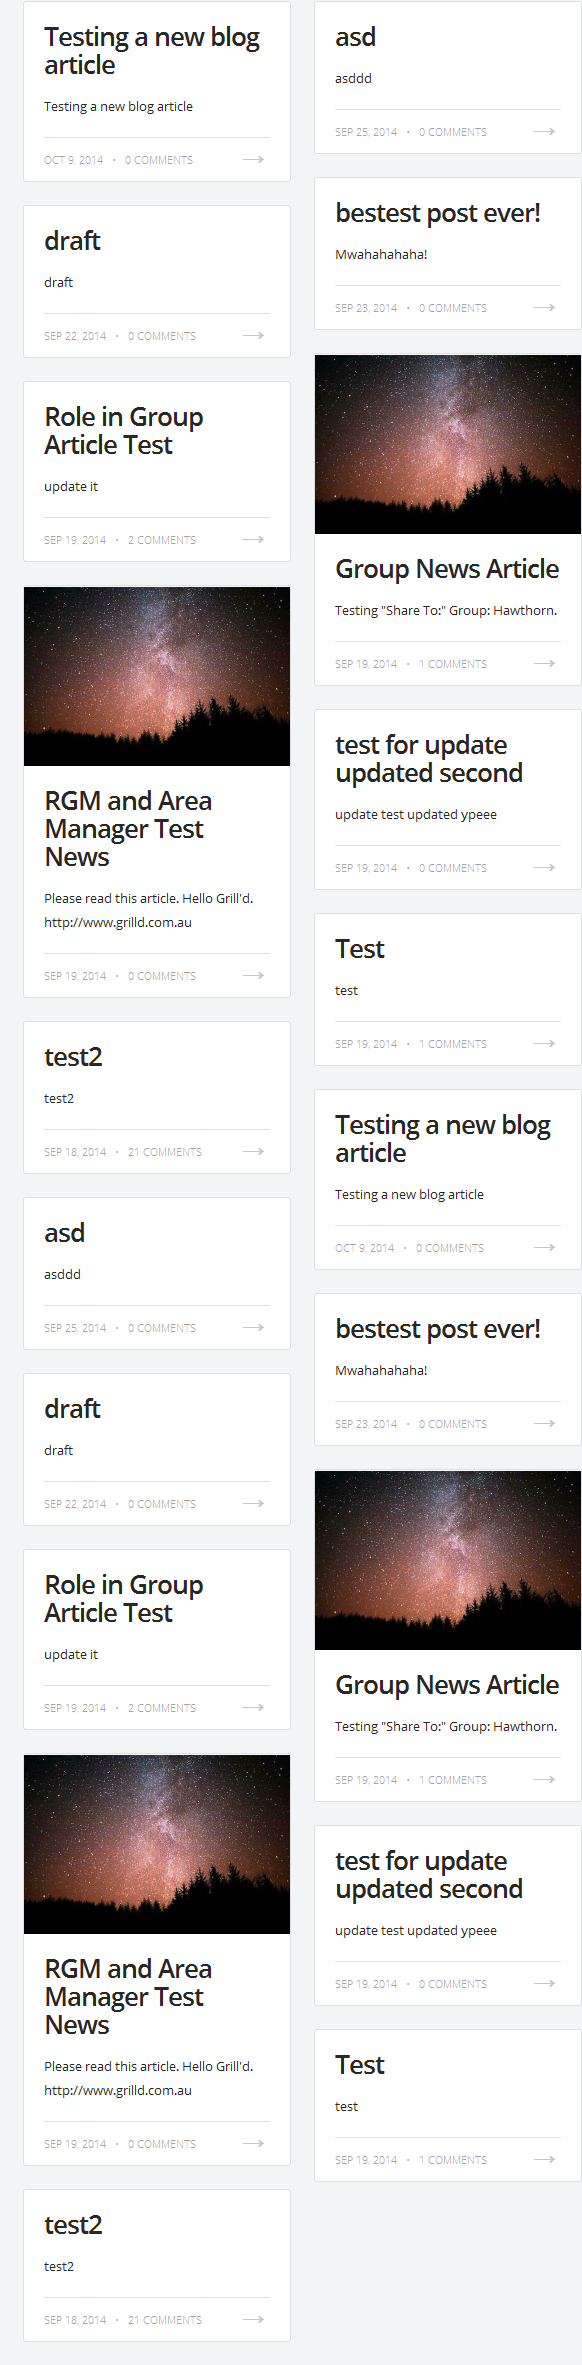 Testing a new blog
article
Testing a new blog article
OCT 9, 2014 • 0 COMMENTS
draft
draft
SEP 22, 2014 • 0 COMMENTS
Role in Group
Article Test
update it
SEP 19, 2014 • 2 COMMENTS
RGM and Area
Manager Test
News
Please read this article. Hello Grill'd.
http://www.grilld.com.au
SEP 19, 2014 • 0 COMMENTS
test2
test2
SEP 18, 2014 • 21 COMMENTS
asd
asddd
SEP 25, 2014 • 0 COMMENTS
draft
draft
SEP 22, 2014 • 0 COMMENTS
Role in Group
Article Test
update it
SEP 19, 2014 • 2 COMMENTS
RGM and Area
Manager Test
News
Please read this article. Hello Grill'd.
http://www.grilld.com.au
SEP 19, 2014 • 0 COMMENTS
test2
test2
SEP 18, 2014 • 21 COMMENTS
asd
asddd
SEP 25, 2014 • 0 COMMENTS
bestest post ever!
Mwahahahaha!
SEP 23, 2014 • 0 COMMENTS
Group News Article
Testing "Share To:" Group: Hawthorn.
SEP 19, 2014 • 1 COMMENTS
test for update
updated second
update test updated ypeee
SEP 19, 2014 • 0 COMMENTS
Test
test
SEP 19, 2014 • 1 COMMENTS
Testing a new blog
article
Testing a new blog article
OCT 9, 2014 • 0 COMMENTS
bestest post ever!
Mwahahahaha!
SEP 23, 2014 • 0 COMMENTS
Group News Article
Testing "Share To:" Group: Hawthorn.
SEP 19, 2014 • 1 COMMENTS
test for update
updated second
update test updated ypeee
SEP 19, 2014 • 0 COMMENTS
Test
test
SEP 19, 2014 • 1 COMMENTS